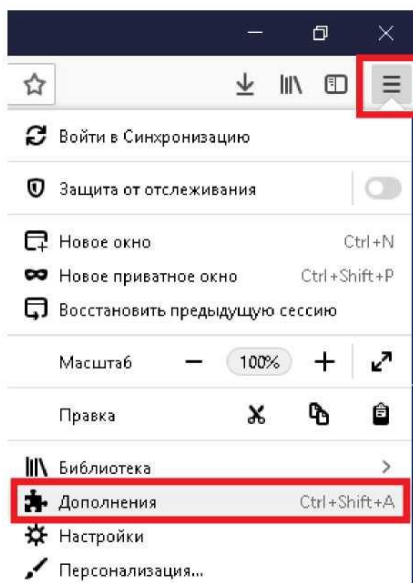 Войти в Синхронизацию
Защита от отслеживания
Новое окно Ctrl+N
Новое приватное окно Ctrl+Shift+P
Восстановить предыдущую сессию
Масштаб 100%
Правка
Библиотека
Дополнения Ctrl+Shift+A
Настройки
Персонализация...